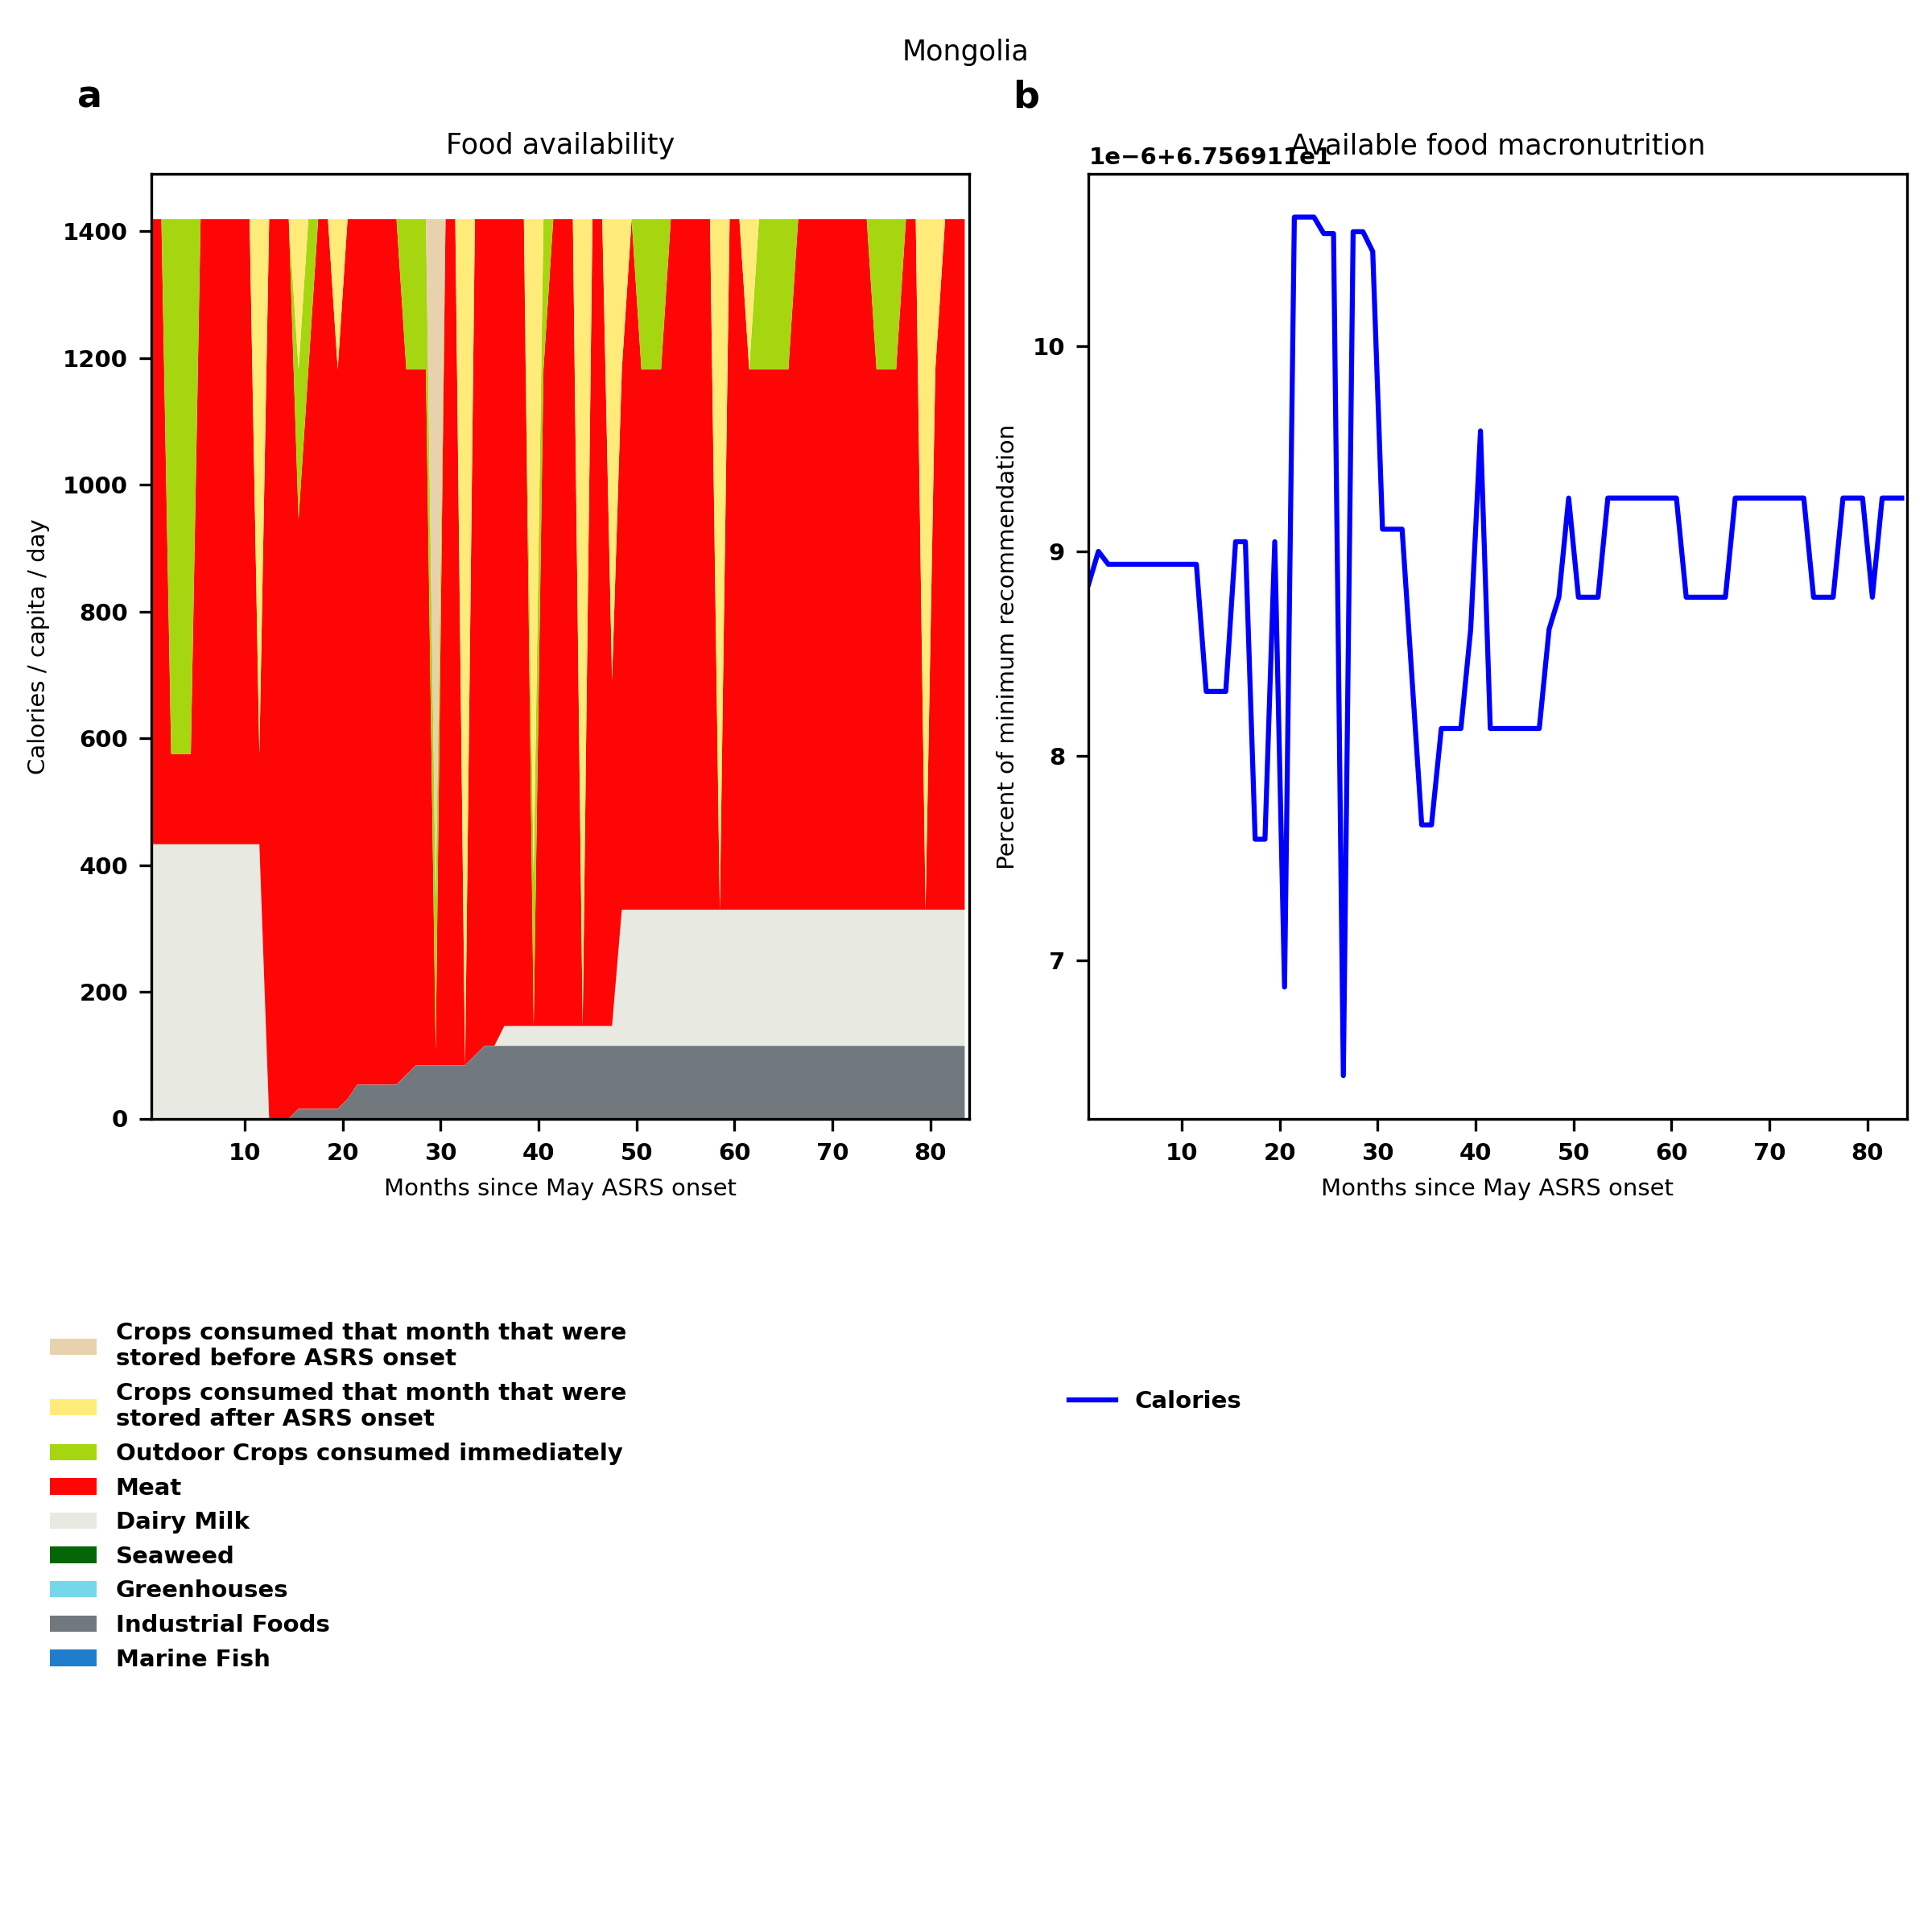 Mongolia
a
Food availability
Calories / capita / day
1400
1200
1000
800
600
400
200
0
10 20 30 40 50 60 70 80
Months since May ASRS onset
b
Available food macronutrition
1e−6+6.756911e1
Percent of minimum recommendation
10
9
8
7
10 20 30 40 50 60 70 80
Months since May ASRS onset
Crops consumed that month that were
stored before ASRS onset
Crops consumed that month that were
stored after ASRS onset
Outdoor Crops consumed immediately
Meat
Dairy Milk
Seaweed
Greenhouses
Industrial Foods
Marine Fish
Calories